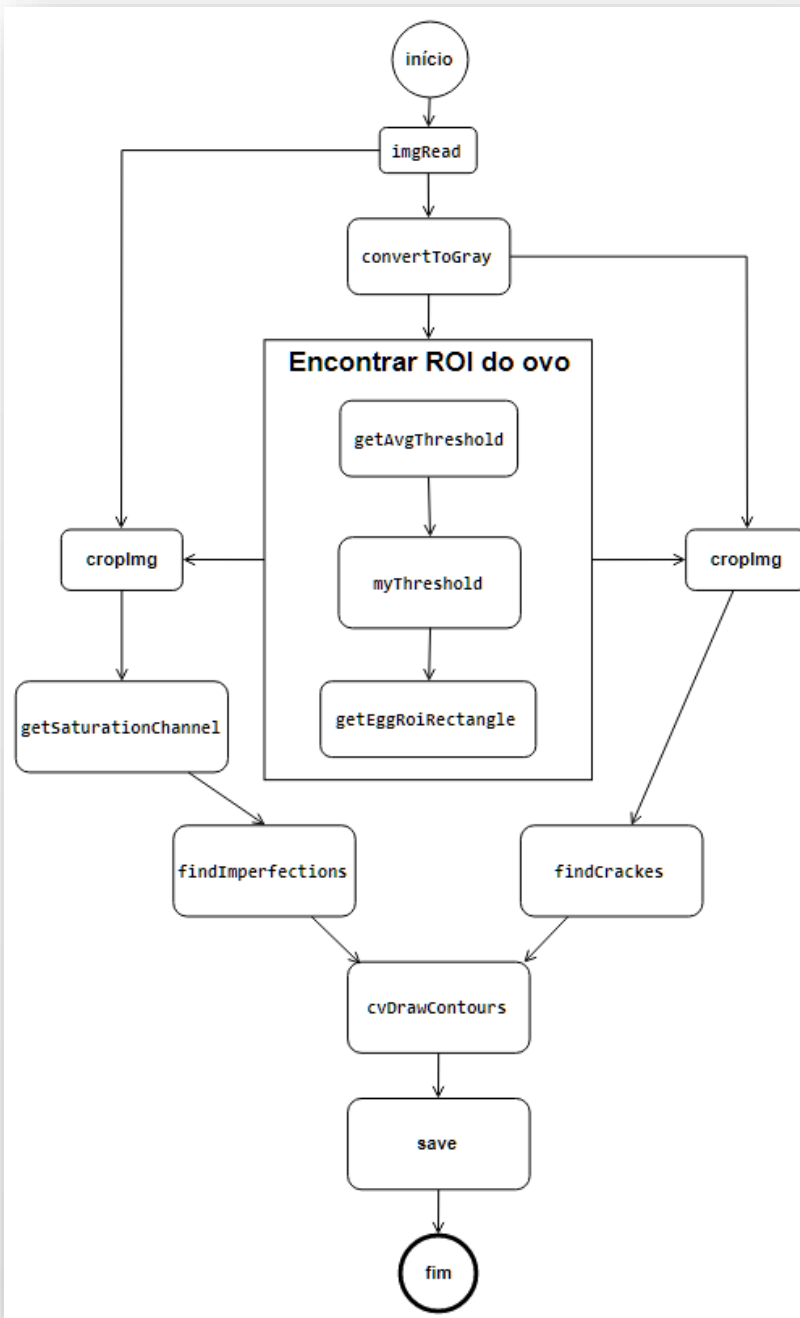 início
imgRead
convertToGray
Encontrar ROI do ovo
getAvgThreshold
cropImg
myThreshold
cropImg
getSaturationChannel
getEggRoiRectangle
findImperfections
findCrackes
cvDrawContours
save
fim